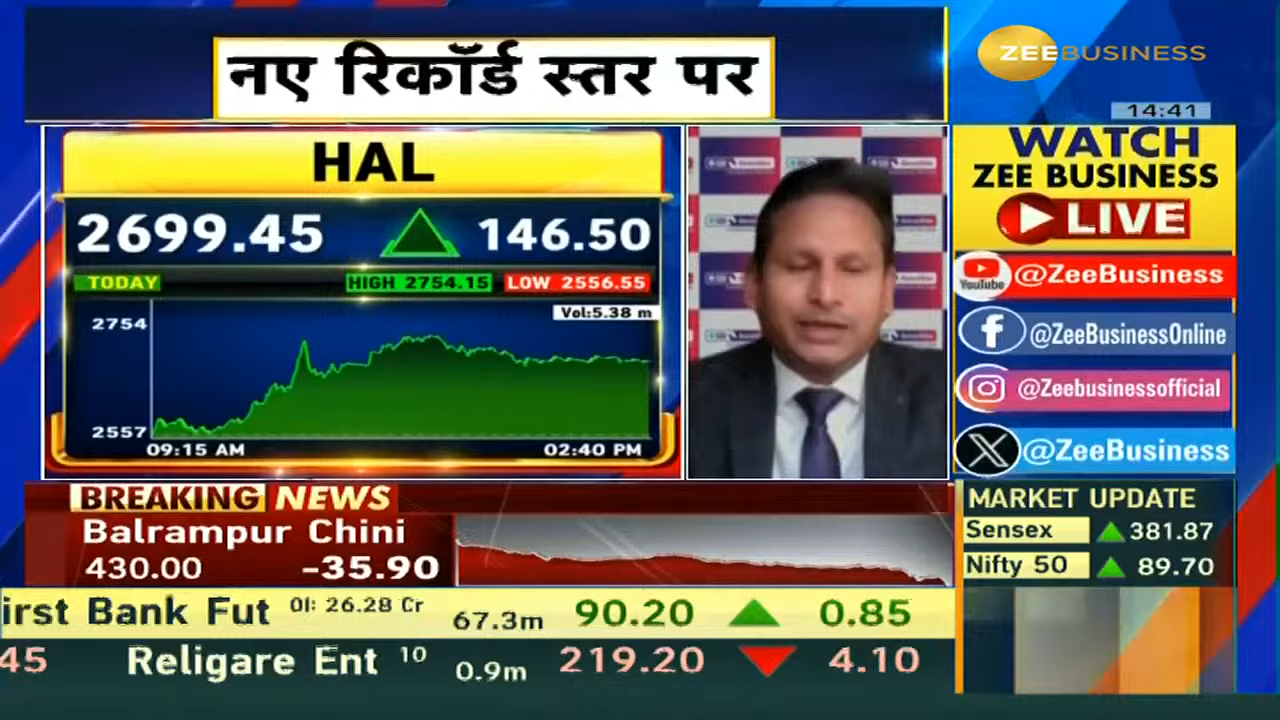 नए रिकॉर्ड स्तर पर
ZEEBUSINESS
14:41
HAL
2699.45 146.50
TODAY HIGH 2754.15 LOW 2556.55
Vol:5.38 m
2754
2557
09:15 AM 02:40 PM
WATCH
ZEE BUSINESS
LIVE
YouTube @ZeeBusiness
@ZeeBusinessOnline
@Zeebusinessofficial
@ZeeBusiness
BREAKING NEWS
Balrampur Chini
430.00 -35.90
MARKET UPDATE
Sensex 381.87
Nifty 50 89.70
irst Bank Fut OI: 26.28 Cr 67.3m 90.20 0.85
45 Religare Ent 10 0.9m 219.20 4.10